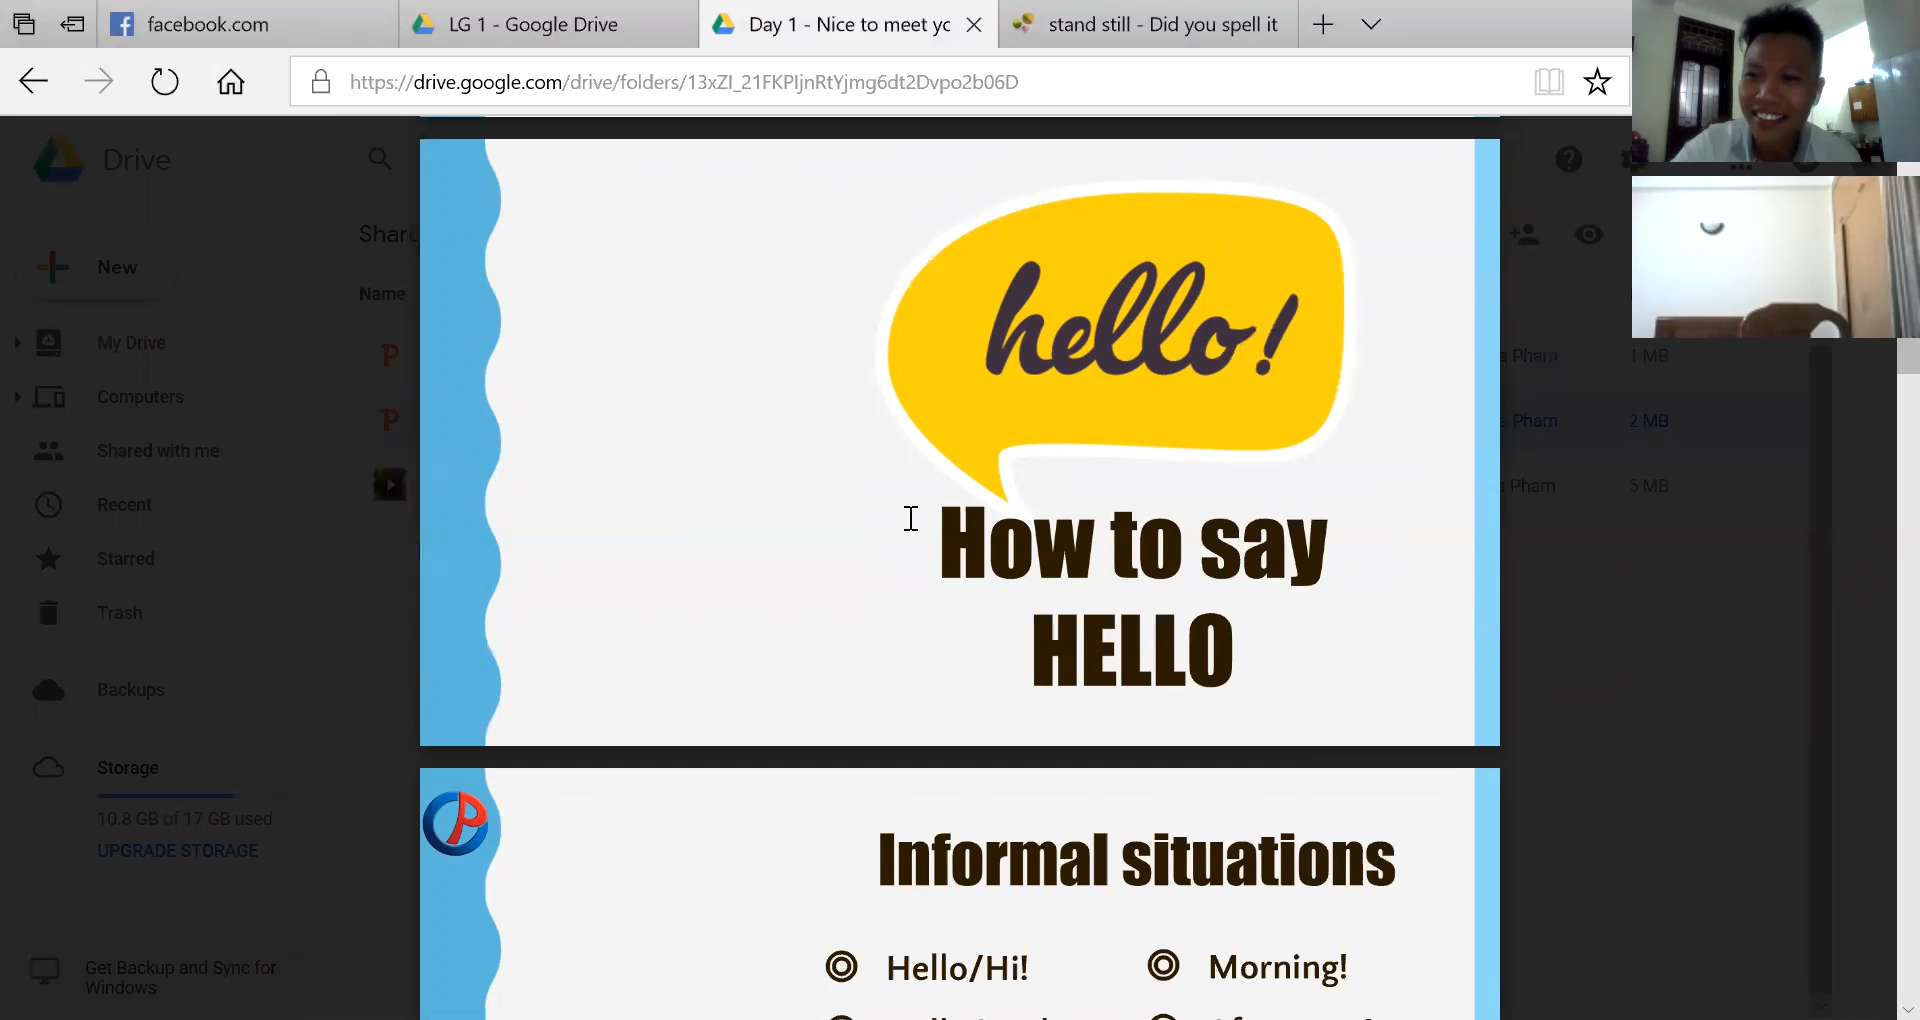 facebook.com
LG 1 - Google Drive
Day 1 - Nice to meet yc
stand still - Did you spell it
https://drive.google.com/drive/folders/13xZI_21FKPIjnRtYjmg6dt2Dvpo2b06D
Drive
Shar
New
Name
My Drive
Computers
Shared with me
Recent
Starred
Trash
Backups
Storage
10.8 GB of 17 GB used
UPGRADE STORAGE
Get Backup and Sync for
Windows
hello!
How to say
HELLO
Informal situations
Hello/Hi!
Morning!
a Pham
1 MB
Pham
2 MB
a Pham
5 MB